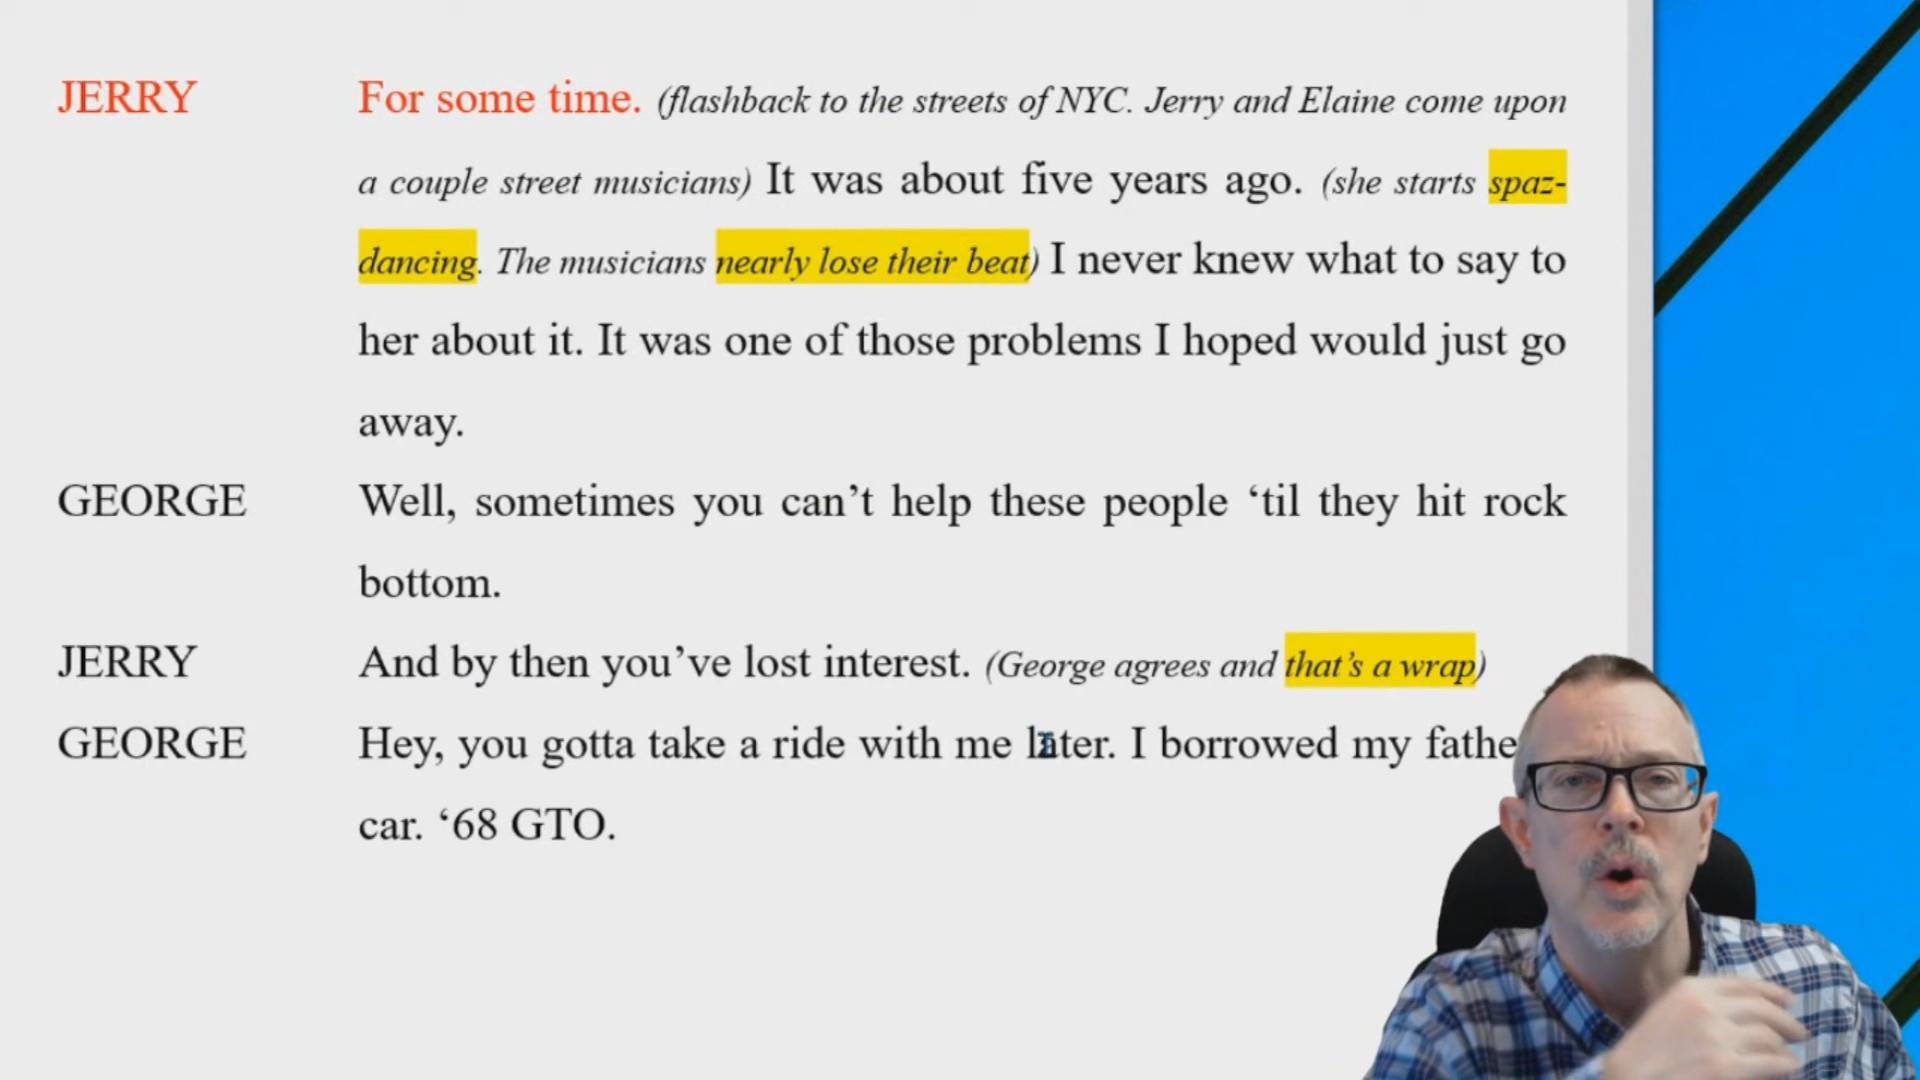 JERRY For some time. (flashback to the streets of NYC. Jerry and Elaine come upon
a couple street musicians) It was about five years ago. (she starts spaz-
dancing. The musicians nearly lose their beat) I never knew what to say to
her about it. It was one of those problems I hoped would just go
away.
GEORGE Well, sometimes you can’t help these people ‘til they hit rock
bottom.
JERRY And by then you’ve lost interest. (George agrees and that’s a wrap)
GEORGE Hey, you gotta take a ride with me later. I borrowed my fathe
car. ‘68 GTO.